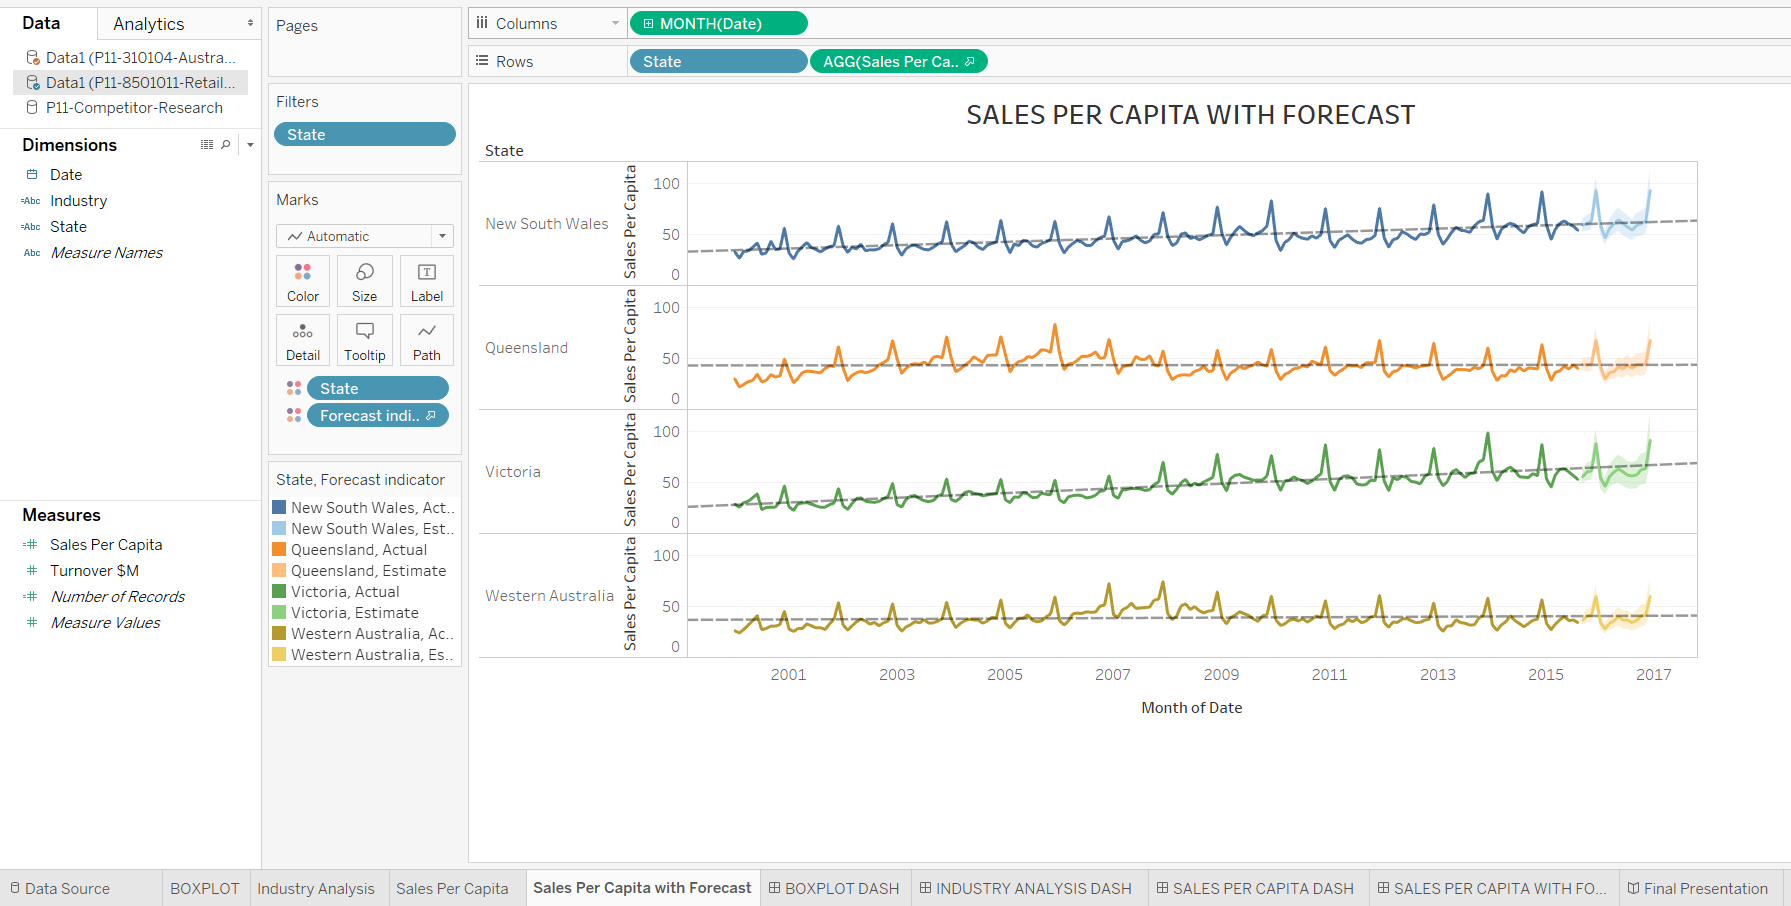 Data
Analytics
Data1 (P11-310104-Austra...
Data1 (P11-8501011-Retail...
P11-Competitor-Research
Dimensions
Date
Abc Industry
Abc State
Abc Measure Names
Measures
Sales Per Capita
Turnover $M
Number of Records
Measure Values
Pages
Filters
State
Marks
Automatic
Color Size Label
Detail Tooltip Path
State
Forecast indi..
State, Forecast indicator
New South Wales, Act..
New South Wales, Est..
Queensland, Actual
Queensland, Estimate
Victoria, Actual
Victoria, Estimate
Western Australia, Ac..
Western Australia, Es..
Columns MONTH(Date)
Rows State AGG(Sales Per Ca..
SALES PER CAPITA WITH FORECAST
State
New South Wales
Sales Per Capita
100
50
0
Queensland
Sales Per Capita
100
50
0
Victoria
Sales Per Capita
100
50
0
Western Australia
Sales Per Capita
100
50
0
2001 2003 2005 2007 2009 2011 2013 2015 2017
Month of Date
Data Source BOXPLOT Industry Analysis Sales Per Capita Sales Per Capita with Forecast BOXPLOT DASH INDUSTRY ANALYSIS DASH SALES PER CAPITA DASH SALES PER CAPITA WITH FO... Final Presentation